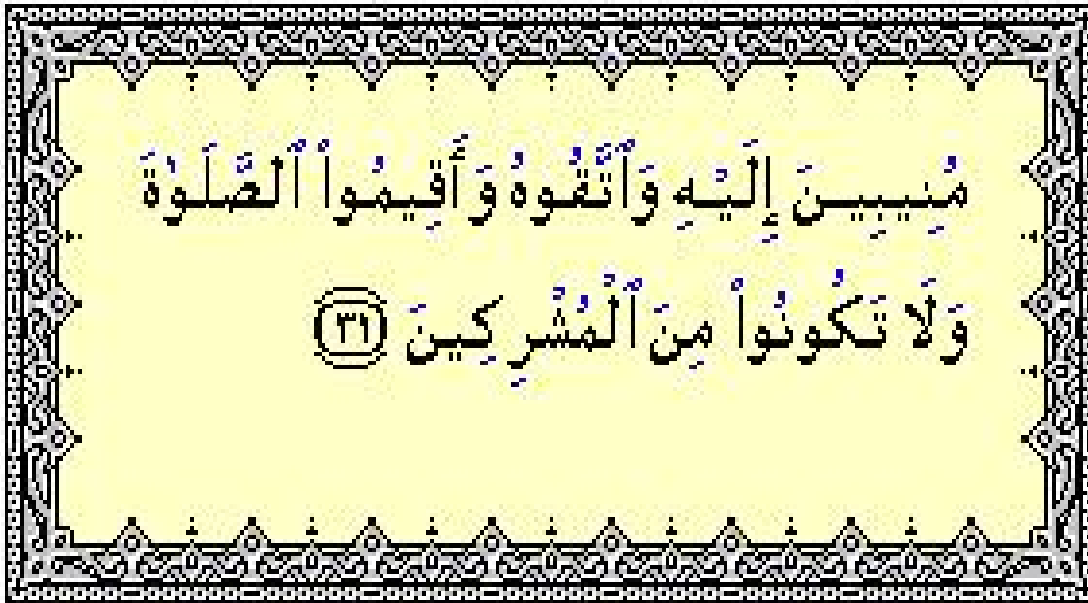 مُنِيبِينَ إِلَيْهِ وَٱتَّقُوهُ وَأَقِيمُوا۟ ٱلصَّلَوٰةَ
وَلَا تَكُونُوا۟ مِنَ ٱلْمُشْرِكِينَ ٣١